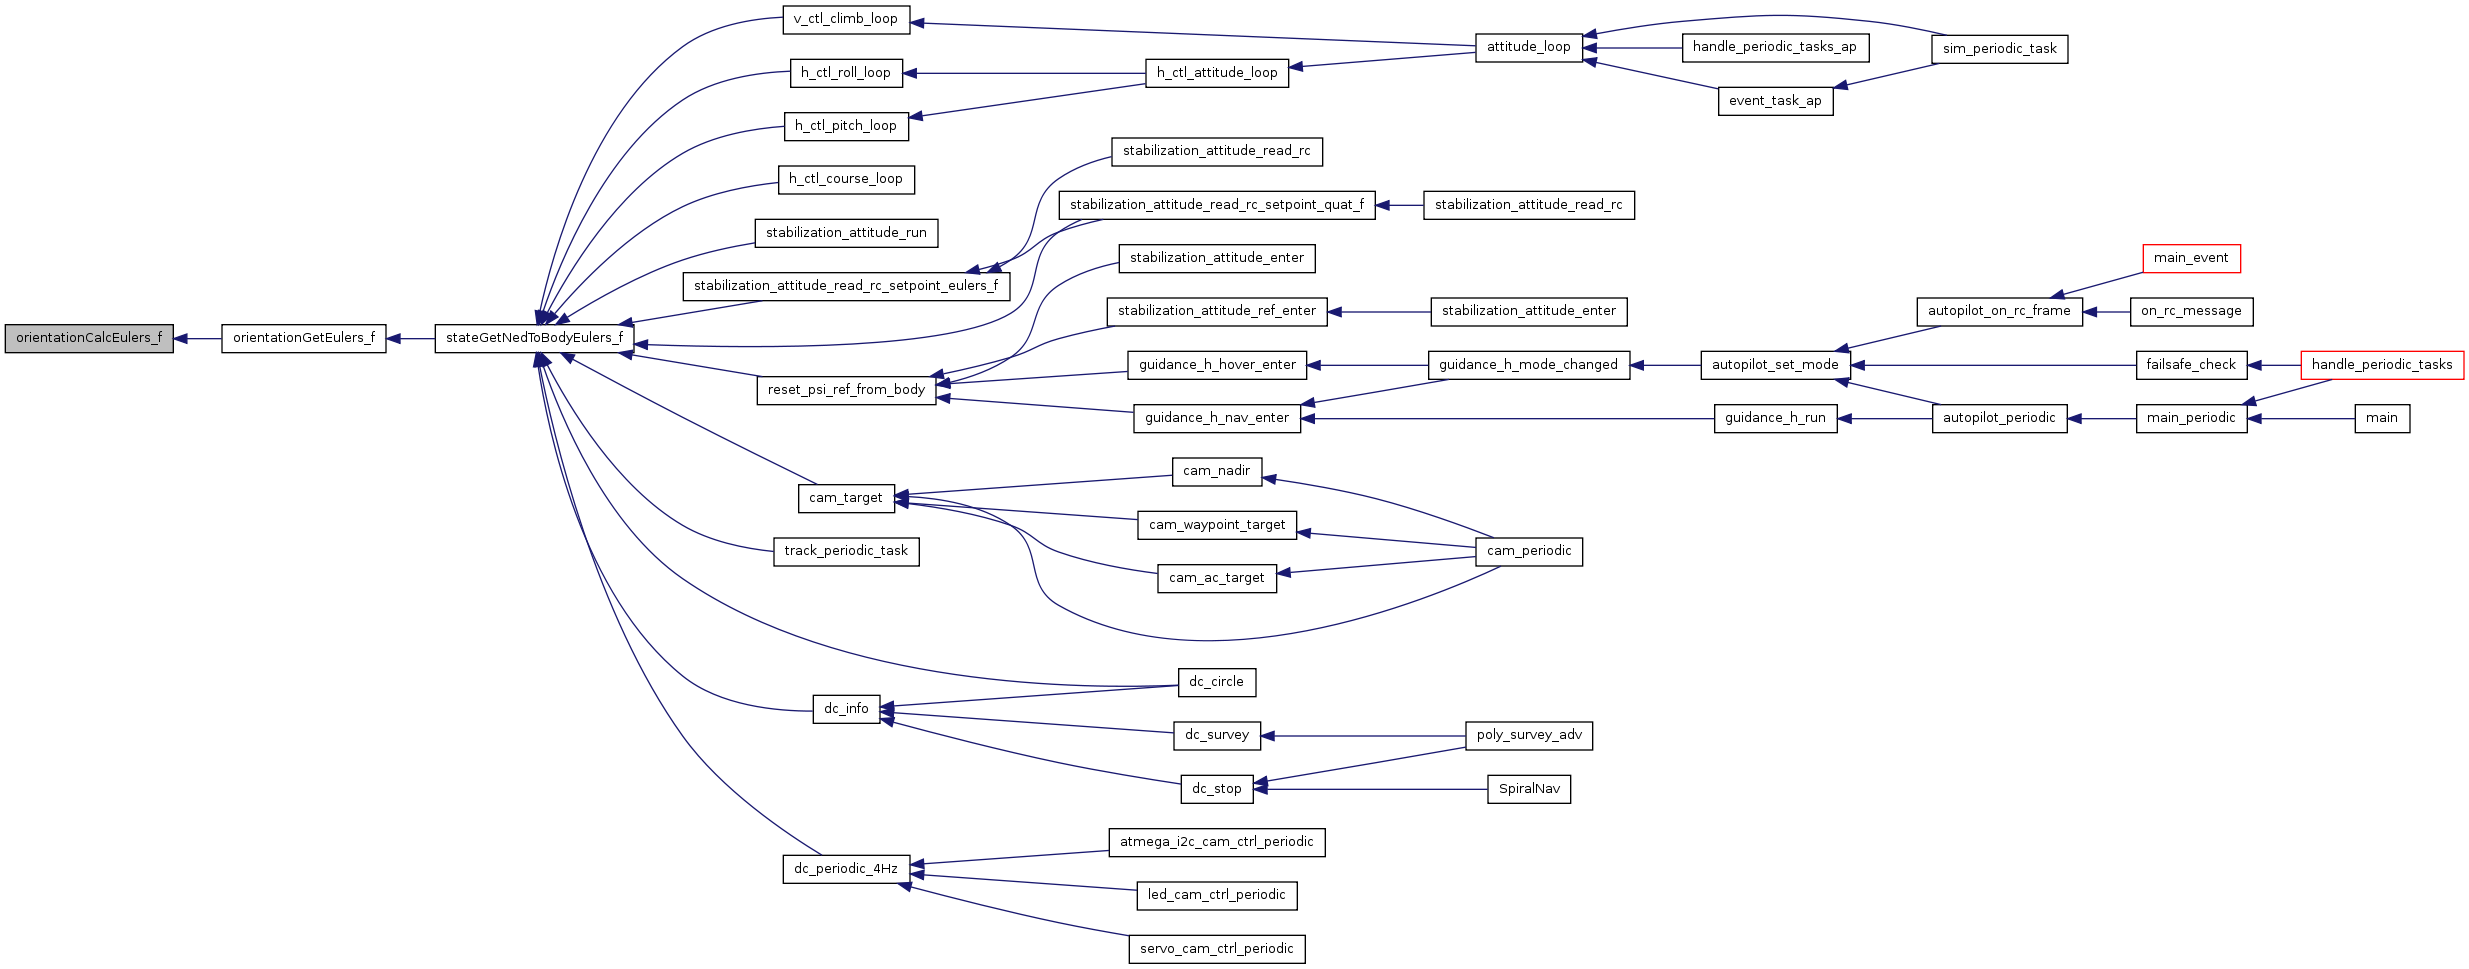 v_ctl_climb_loop
attitude_loop
handle_periodic_tasks_ap
sim_periodic_task
h_ctl_roll_loop
h_ctl_attitude_loop
event_task_ap
h_ctl_pitch_loop
stabilization_attitude_read_rc
h_ctl_course_loop
stabilization_attitude_read_rc_setpoint_quat_f
stabilization_attitude_read_rc
stabilization_attitude_run
stabilization_attitude_enter
main_event
stabilization_attitude_read_rc_setpoint_eulers_f
stabilization_attitude_ref_enter
stabilization_attitude_enter
autopilot_on_rc_frame
on_rc_message
orientationCalcEulers_f
orientationGetEulers_f
stateGetNedToBodyEulers_f
guidance_h_hover_enter
guidance_h_mode_changed
autopilot_set_mode
failsafe_check
handle_periodic_tasks
reset_psi_ref_from_body
guidance_h_nav_enter
guidance_h_run
autopilot_periodic
main_periodic
main
cam_nadir
cam_target
cam_waypoint_target
track_periodic_task
cam_periodic
cam_ac_target
dc_circle
dc_info
dc_survey
poly_survey_adv
dc_stop
SpiralNav
atmega_i2c_cam_ctrl_periodic
dc_periodic_4Hz
led_cam_ctrl_periodic
servo_cam_ctrl_periodic